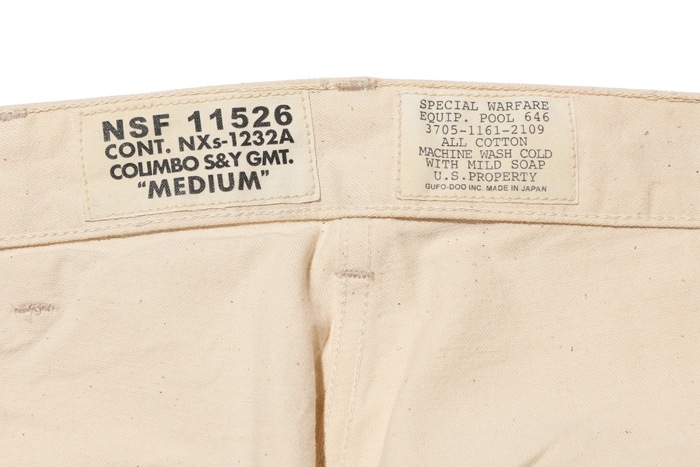 NSF 11526
CONT. NXs-1232A
COLIMBO S&Y GMT.
“MEDIUM”
SPECIAL WARFARE
EQUIP. POOL 646
3705-1161-2109
ALL COTTON
MACHINE WASH COLD
WITH MILD SOAP
U.S.PROPERTY
GUFO-DOO INC. MADE IN JAPAN